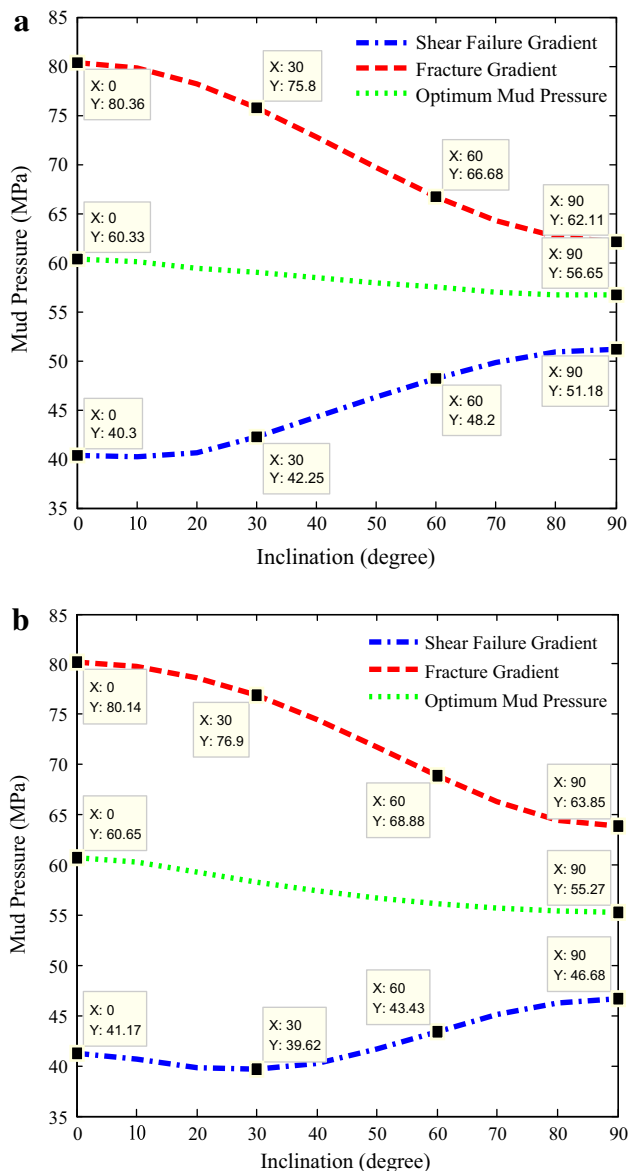 a
85
80
75
70
65
60
55
50
45
40
35
Mud Pressure (MPa)
Shear Failure Gradient
Fracture Gradient
Optimum Mud Pressure
X: 0
Y: 80.36
X: 30
Y: 75.8
X: 60
Y: 66.68
X: 90
Y: 62.11
X: 0
Y: 60.33
X: 90
Y: 56.65
X: 0
Y: 40.3
X: 30
Y: 42.25
X: 60
Y: 48.2
X: 90
Y: 51.18
0 10 20 30 40 50 60 70 80 90
Inclination (degree)
b
85
80
75
70
65
60
55
50
45
40
35
Mud Pressure (MPa)
Shear Failure Gradient
Fracture Gradient
Optimum Mud Pressure
X: 0
Y: 80.14
X: 30
Y: 76.9
X: 60
Y: 68.88
X: 90
Y: 63.85
X: 0
Y: 60.65
X: 90
Y: 55.27
X: 0
Y: 41.17
X: 30
Y: 39.62
X: 60
Y: 43.43
X: 90
Y: 46.68
0 10 20 30 40 50 60 70 80 90
Inclination (degree)